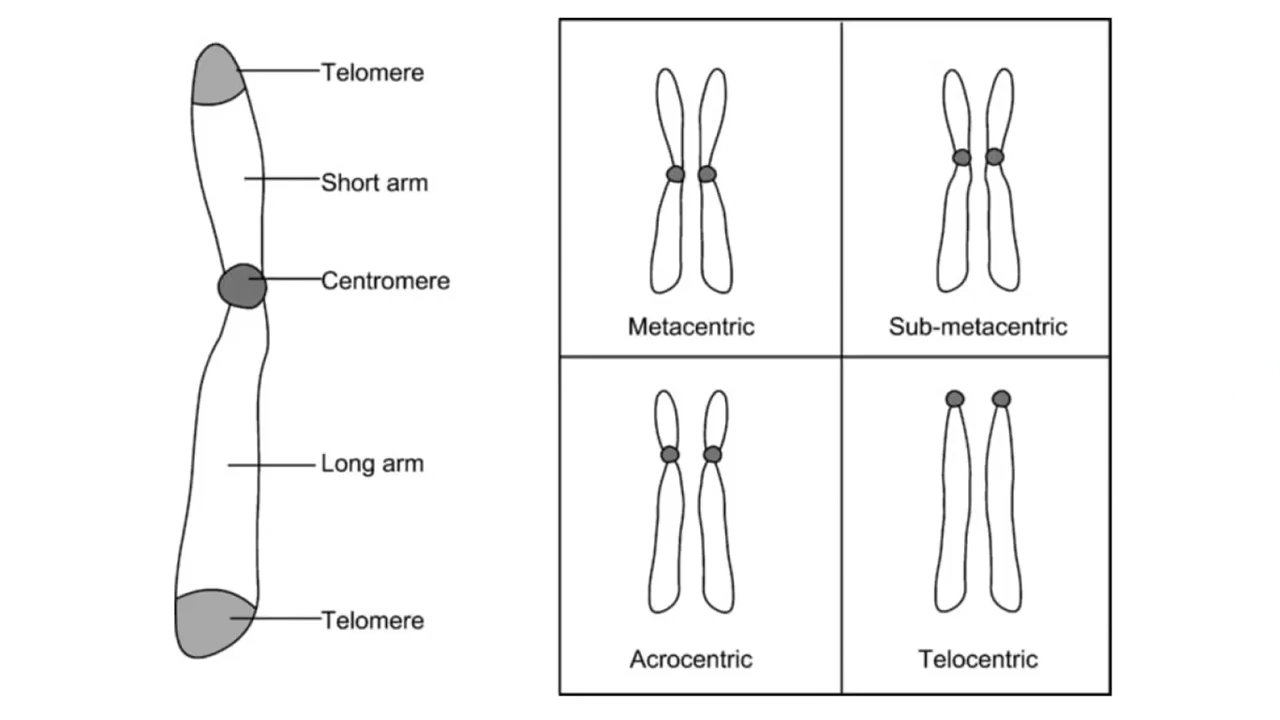 Telomere
Short arm
Centromere
Long arm
Telomere
Metacentric
Sub-metacentric
Acrocentric
Telocentric